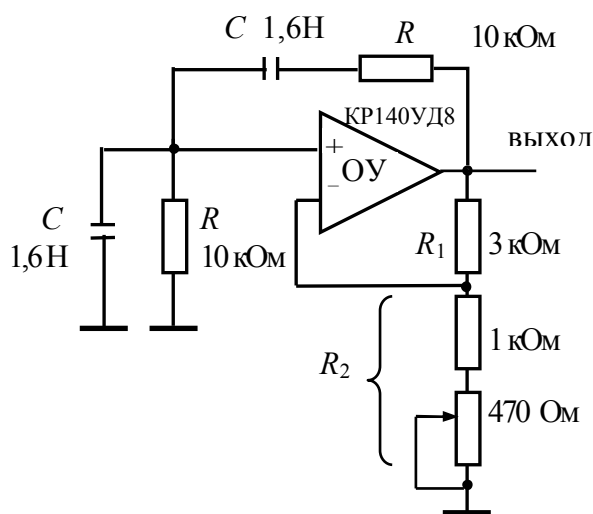 C 1,6Н R 10 кОм
КР140УД8
выход
+
ОУ
–
C
1,6Н
R
10 кОм
R1 3 кОм
1 кОм
R2
470 Ом